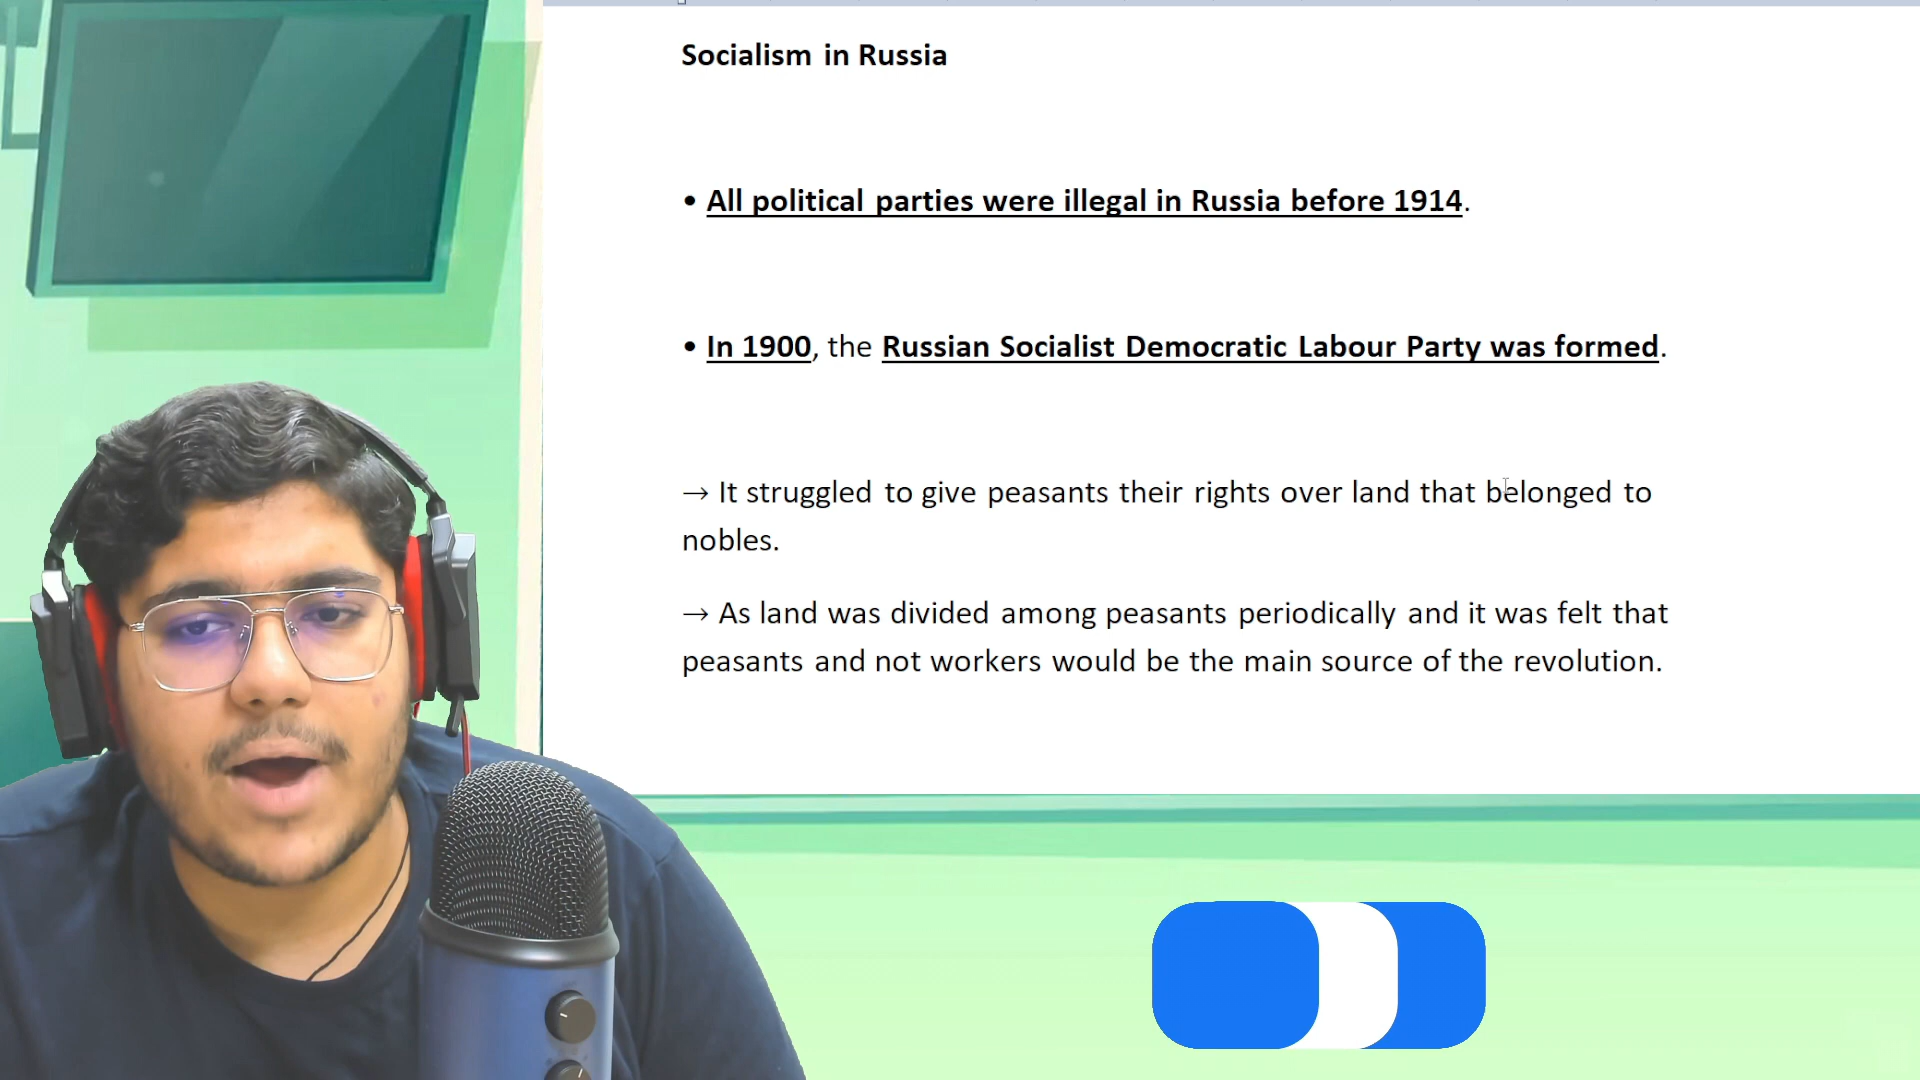 Socialism in Russia
• All political parties were illegal in Russia before 1914.
• In 1900, the Russian Socialist Democratic Labour Party was formed.
→ It struggled to give peasants their rights over land that belonged to
nobles.
→ As land was divided among peasants periodically and it was felt that
peasants and not workers would be the main source of the revolution.